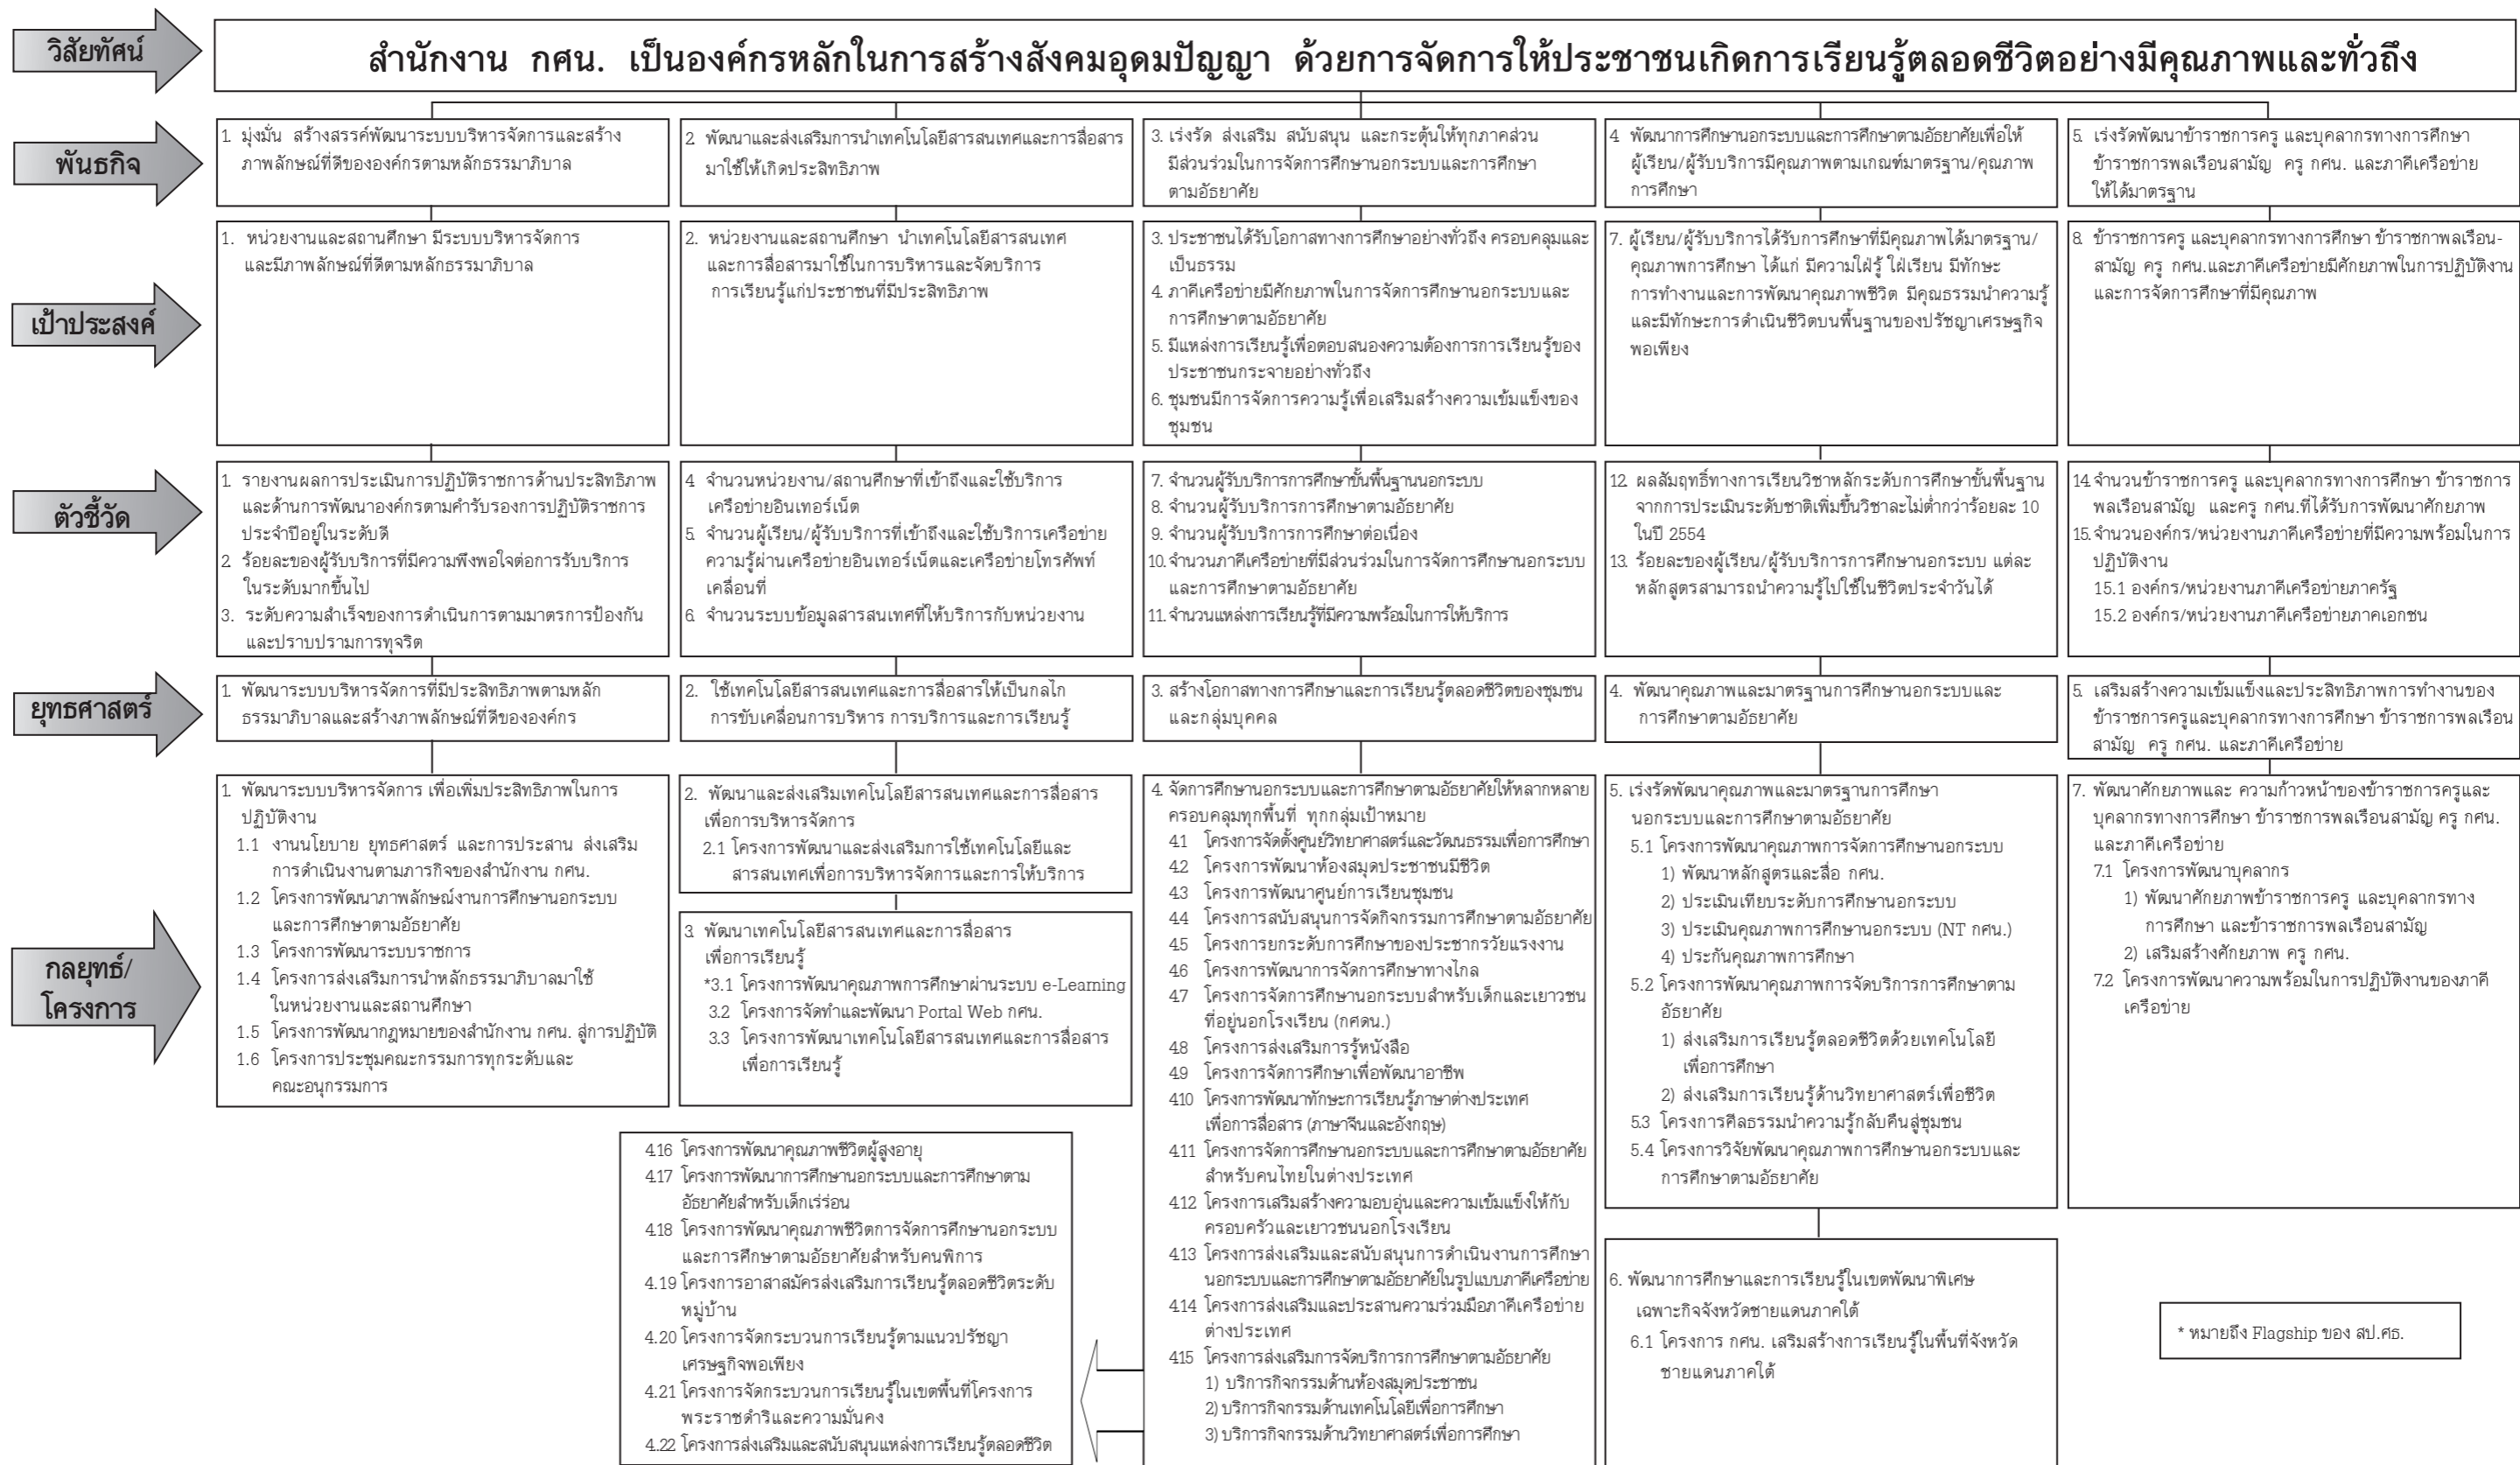 วิสัยทัศน์
สำนักงาน กศน. เป็นองค์กรหลักในการสร้างสังคมอุดมปัญญา ด้วยการจัดการให้ประชาชนเกิดการเรียนรู้ตลอดชีวิตอย่างมีคุณภาพและทั่วถึง
พันธกิจ
1. มุ่งมั่น สร้างสรรค์พัฒนาระบบบริหารจัดการและสร้าง
ภาพลักษณ์ที่ดีขององค์กรตามหลักธรรมาภิบาล
2. พัฒนาและส่งเสริมการนำเทคโนโลยีสารสนเทศและการสื่อสาร
มาใช้ให้เกิดประสิทธิภาพ
3. เร่งรัด ส่งเสริม สนับสนุน และกระตุ้นให้ทุกภาคส่วน
มีส่วนร่วมในการจัดการศึกษานอกระบบและการศึกษา
ตามอัธยาศัย
4. พัฒนาการศึกษานอกระบบและการศึกษาตามอัธยาศัยเพื่อให้
ผู้เรียน/ผู้รับบริการมีคุณภาพตามเกณฑ์มาตรฐาน/คุณภาพ
การศึกษา
5. เร่งรัดพัฒนาข้าราชการครู และบุคลากรทางการศึกษา
ข้าราชการพลเรือนสามัญ ครู กศน. และภาคีเครือข่าย
ให้ได้มาตรฐาน
เป้าประสงค์
1. หน่วยงานและสถานศึกษา มีระบบบริหารจัดการ
และมีภาพลักษณ์ที่ดีตามหลักธรรมาภิบาล
2. หน่วยงานและสถานศึกษา นำเทคโนโลยีสารสนเทศ
และการสื่อสารมาใช้ในการบริหารและจัดบริการ
การเรียนรู้แก่ประชาชนที่มีประสิทธิภาพ
3. ประชาชนได้รับโอกาสทางการศึกษาอย่างทั่วถึง ครอบคลุมและ
เป็นธรรม
4. ภาคีเครือข่ายมีศักยภาพในการจัดการศึกษานอกระบบและ
การศึกษาตามอัธยาศัย
5. มีแหล่งการเรียนรู้เพื่อตอบสนองความต้องการการเรียนรู้ของ
ประชาชนกระจายอย่างทั่วถึง
6. ชุมชนมีการจัดการความรู้เพื่อเสริมสร้างความเข้มแข็งของ
ชุมชน
7. ผู้เรียน/ผู้รับบริการได้รับการศึกษาที่มีคุณภาพได้มาตรฐาน/
คุณภาพการศึกษา ได้แก่ มีความใฝ่รู้ ใฝ่เรียน มีทักษะ
การทำงานและการพัฒนาคุณภาพชีวิต มีคุณธรรมนำความรู้
และมีทักษะการดำเนินชีวิตบนพื้นฐานของปรัชญาเศรษฐกิจ
พอเพียง
8. ข้าราชการครู และบุคลากรทางการศึกษา ข้าราชกาพลเรือน-
สามัญ ครู กศน.และภาคีเครือข่ายมีศักยภาพในการปฏิบัติงาน
และการจัดการศึกษาที่มีคุณภาพ
ตัวชี้วัด
1. รายงานผลการประเมินการปฏิบัติราชการด้านประสิทธิภาพ
และด้านการพัฒนาองค์กรตามคำรับรองการปฏิบัติราชการ
ประจำปีอยู่ในระดับดี
2. ร้อยละของผู้รับบริการที่มีความพึงพอใจต่อการรับบริการ
ในระดับมากขึ้นไป
3. ระดับความสำเร็จของการดำเนินการตามมาตรการป้องกัน
และปราบปรามการทุจริต
4. จำนวนหน่วยงาน/สถานศึกษาที่เข้าถึงและใช้บริการ
เครือข่ายอินเทอร์เน็ต
5. จำนวนผู้เรียน/ผู้รับบริการที่เข้าถึงและใช้บริการเครือข่าย
ความรู้ผ่านเครือข่ายอินเทอร์เน็ตและเครือข่ายโทรศัพท์
เคลื่อนที่
6. จำนวนระบบข้อมูลสารสนเทศที่ให้บริการกับหน่วยงาน
7. จำนวนผู้รับบริการการศึกษาขั้นพื้นฐานนอกระบบ
8. จำนวนผู้รับบริการการศึกษาตามอัธยาศัย
9. จำนวนผู้รับบริการการศึกษาต่อเนื่อง
10. จำนวนภาคีเครือข่ายที่มีส่วนร่วมในการจัดการศึกษานอกระบบ
และการศึกษาตามอัธยาศัย
11. จำนวนแหล่งการเรียนรู้ที่มีความพร้อมในการให้บริการ
12. ผลสัมฤทธิ์ทางการเรียนวิชาหลักระดับการศึกษาขั้นพื้นฐาน
จากการประเมินระดับชาติเพิ่มขึ้นวิชาละไม่ต่ำกว่าร้อยละ 10
ในปี 2554
13. ร้อยละของผู้เรียน/ผู้รับบริการการศึกษานอกระบบ แต่ละ
หลักสูตรสามารถนำความรู้ไปใช้ในชีวิตประจำวันได้
14. จำนวนข้าราชการครู และบุคลากรทางการศึกษา ข้าราชการ
พลเรือนสามัญ และครู กศน.ที่ได้รับการพัฒนาศักยภาพ
15. จำนวนองค์กร/หน่วยงานภาคีเครือข่ายที่มีความพร้อมในการ
ปฏิบัติงาน
15.1 องค์กร/หน่วยงานภาคีเครือข่ายภาครัฐ
15.2 องค์กร/หน่วยงานภาคีเครือข่ายภาคเอกชน
ยุทธศาสตร์
1. พัฒนาระบบบริหารจัดการที่มีประสิทธิภาพตามหลัก
ธรรมาภิบาลและสร้างภาพลักษณ์ที่ดีขององค์กร
2. ใช้เทคโนโลยีสารสนเทศและการสื่อสารให้เป็นกลไก
การขับเคลื่อนการบริหาร การบริการและการเรียนรู้
3. สร้างโอกาสทางการศึกษาและการเรียนรู้ตลอดชีวิตของชุมชน
และกลุ่มบุคคล
4. พัฒนาคุณภาพและมาตรฐานการศึกษานอกระบบและ
การศึกษาตามอัธยาศัย
5. เสริมสร้างความเข้มแข็งและประสิทธิภาพการทำงานของ
ข้าราชการครูและบุคลากรทางการศึกษา ข้าราชการพลเรือน
สามัญ ครู กศน. และภาคีเครือข่าย
กลยุทธ์/
โครงการ
1. พัฒนาระบบบริหารจัดการ เพื่อเพิ่มประสิทธิภาพในการ
ปฏิบัติงาน
1.1 งานนโยบาย ยุทธศาสตร์ และการประสาน ส่งเสริม
การดำเนินงานตามภารกิจของสำนักงาน กศน.
1.2 โครงการพัฒนาภาพลักษณ์งานการศึกษานอกระบบ
และการศึกษาตามอัธยาศัย
1.3 โครงการพัฒนาระบบราชการ
1.4 โครงการส่งเสริมการนำหลักธรรมาภิบาลมาใช้
ในหน่วยงานและสถานศึกษา
1.5 โครงการพัฒนากฎหมายของสำนักงาน กศน. สู่การปฏิบัติ
1.6 โครงการประชุมคณะกรรมการทุกระดับและ
คณะอนุกรรมการ
2. พัฒนาและส่งเสริมเทคโนโลยีสารสนเทศและการสื่อสาร
เพื่อการบริหารจัดการ
2.1 โครงการพัฒนาและส่งเสริมการใช้เทคโนโลยีและ
สารสนเทศเพื่อการบริหารจัดการและการให้บริการ
3. พัฒนาเทคโนโลยีสารสนเทศและการสื่อสาร
เพื่อการเรียนรู้
*3.1 โครงการพัฒนาคุณภาพการศึกษาผ่านระบบ e-Learning
3.2 โครงการจัดทำและพัฒนา Portal Web กศน.
3.3 โครงการพัฒนาเทคโนโลยีสารสนเทศและการสื่อสาร
เพื่อการเรียนรู้
4. จัดการศึกษานอกระบบและการศึกษาตามอัธยาศัยให้หลากหลาย
ครอบคลุมทุกพื้นที่ ทุกกลุ่มเป้าหมาย
4.1 โครงการจัดตั้งศูนย์วิทยาศาสตร์และวัฒนธรรมเพื่อการศึกษา
4.2 โครงการพัฒนาห้องสมุดประชาชนมีชีวิต
4.3 โครงการพัฒนาศูนย์การเรียนชุมชน
4.4 โครงการสนับสนุนการจัดกิจกรรมการศึกษาตามอัธยาศัย
4.5 โครงการยกระดับการศึกษาของประชากรวัยแรงงาน
4.6 โครงการพัฒนาการจัดการศึกษาทางไกล
4.7 โครงการจัดการศึกษานอกระบบสำหรับเด็กและเยาวชน
ที่อยู่นอกโรงเรียน (กศดน.)
4.8 โครงการส่งเสริมการรู้หนังสือ
4.9 โครงการจัดการศึกษาเพื่อพัฒนาอาชีพ
4.10 โครงการพัฒนาทักษะการเรียนรู้ภาษาต่างประเทศ
เพื่อการสื่อสาร (ภาษาจีนและอังกฤษ)
4.11 โครงการจัดการศึกษานอกระบบและการศึกษาตามอัธยาศัย
สำหรับคนไทยในต่างประเทศ
4.12 โครงการเสริมสร้างความอบอุ่นและความเข้มแข็งให้กับ
ครอบครัวและเยาวชนนอกโรงเรียน
4.13 โครงการส่งเสริมและสนับสนุนการดำเนินงานการศึกษา
นอกระบบและการศึกษาตามอัธยาศัยในรูปแบบภาคีเครือข่าย
4.14 โครงการส่งเสริมและประสานความร่วมมือภาคีเครือข่าย
ต่างประเทศ
4.15 โครงการส่งเสริมการจัดบริการการศึกษาตามอัธยาศัย
1) บริการกิจกรรมด้านห้องสมุดประชาชน
2) บริการกิจกรรมด้านเทคโนโลยีเพื่อการศึกษา
3) บริการกิจกรรมด้านวิทยาศาสตร์เพื่อการศึกษา
4.16 โครงการพัฒนาคุณภาพชีวิตผู้สูงอายุ
4.17 โครงการพัฒนาการศึกษานอกระบบและการศึกษาตาม
อัธยาศัยสำหรับเด็กเร่ร่อน
4.18 โครงการพัฒนาคุณภาพชีวิตการจัดการศึกษานอกระบบ
และการศึกษาตามอัธยาศัยสำหรับคนพิการ
4.19 โครงการอาสาสมัครส่งเสริมการเรียนรู้ตลอดชีวิตระดับ
หมู่บ้าน
4.20 โครงการจัดกระบวนการเรียนรู้ตามแนวปรัชญา
เศรษฐกิจพอเพียง
4.21 โครงการจัดกระบวนการเรียนรู้ในเขตพื้นที่โครงการ
พระราชดำริและความมั่นคง
4.22 โครงการส่งเสริมและสนับสนุนแหล่งการเรียนรู้ตลอดชีวิต
5. เร่งรัดพัฒนาคุณภาพและมาตรฐานการศึกษา
นอกระบบและการศึกษาตามอัธยาศัย
5.1 โครงการพัฒนาคุณภาพการจัดการศึกษานอกระบบ
1) พัฒนาหลักสูตรและสื่อ กศน.
2) ประเมินเทียบระดับการศึกษานอกระบบ
3) ประเมินคุณภาพการศึกษานอกระบบ (NT กศน.)
4) ประกันคุณภาพการศึกษา
5.2 โครงการพัฒนาคุณภาพการจัดบริการการศึกษาตาม
อัธยาศัย
1) ส่งเสริมการเรียนรู้ตลอดชีวิตด้วยเทคโนโลยี
เพื่อการศึกษา
2) ส่งเสริมการเรียนรู้ด้านวิทยาศาสตร์เพื่อชีวิต
5.3 โครงการศีลธรรมนำความรู้กลับคืนสู่ชุมชน
5.4 โครงการวิจัยพัฒนาคุณภาพการศึกษานอกระบบและ
การศึกษาตามอัธยาศัย
6. พัฒนาการศึกษาและการเรียนรู้ในเขตพัฒนาพิเศษ
เฉพาะกิจจังหวัดชายแดนภาคใต้
6.1 โครงการ กศน. เสริมสร้างการเรียนรู้ในพื้นที่จังหวัด
ชายแดนภาคใต้
7. พัฒนาศักยภาพและ ความก้าวหน้าของข้าราชการครูและ
บุคลากรทางการศึกษา ข้าราชการพลเรือนสามัญ ครู กศน.
และภาคีเครือข่าย
7.1 โครงการพัฒนาบุคลากร
1) พัฒนาศักยภาพข้าราชการครู และบุคลากรทาง
การศึกษา และข้าราชการพลเรือนสามัญ
2) เสริมสร้างศักยภาพ ครู กศน.
7.2 โครงการพัฒนาความพร้อมในการปฏิบัติงานของภาคี
เครือข่าย
* หมายถึง Flagship ของ สป.ศธ.